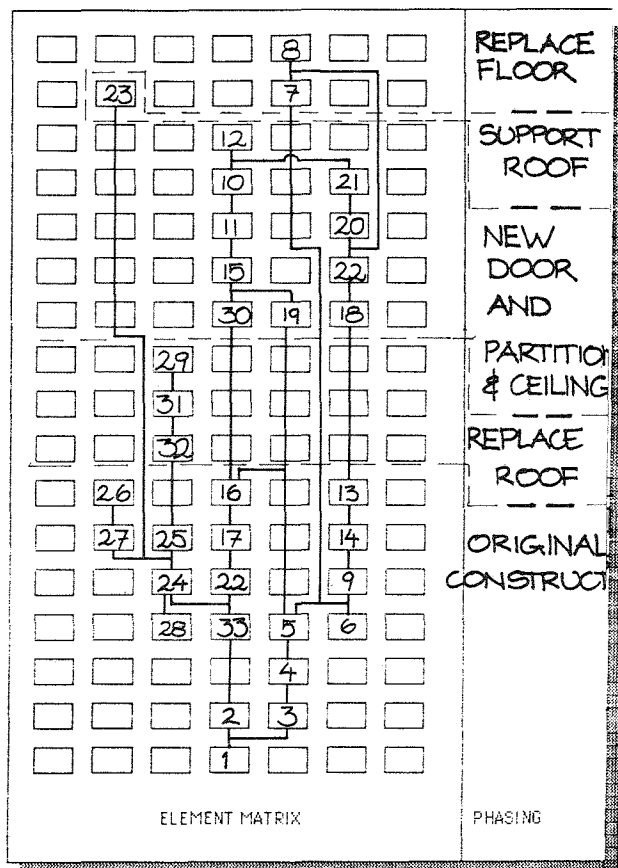 8 REPLACE
23 7 FLOOR
12 SUPPORT
10 21 ROOF
11 20 NEW
15 22 DOOR
30 19 18 AND
29 PARTITIO
31 & CEILING
32 REPLACE
26 16 13 ROOF
27 25 17 14 ORIGINAL
24 22 9 CONSTRUCT
28 33 5 6
4
2 3
1
ELEMENT MATRIX PHASING